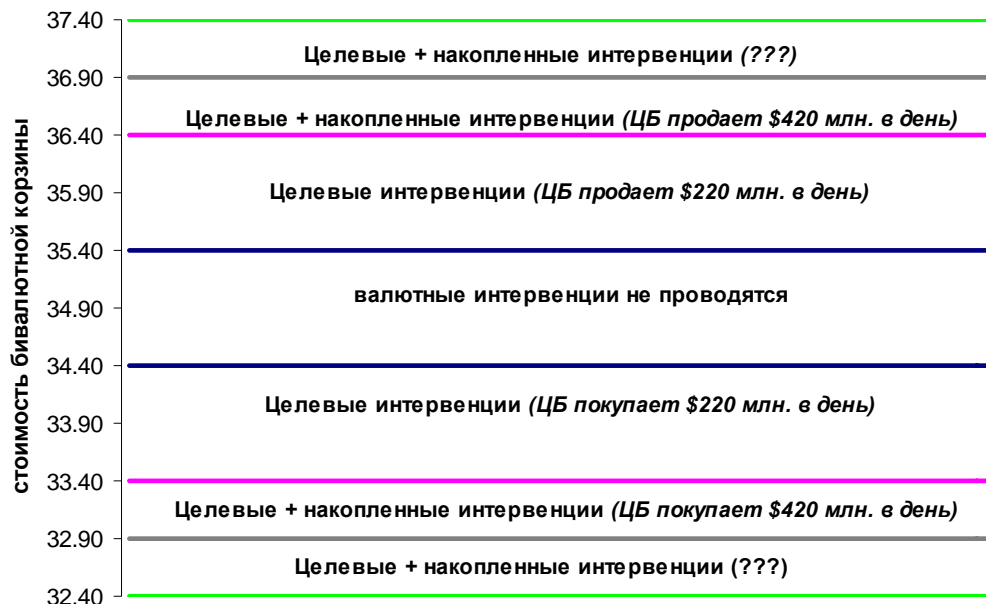 37.40
Целевые + накопленные интервенции (???)
36.90
Целевые + накопленные интервенции (ЦБ продает $420 млн. в день)
36.40
Целевые интервенции (ЦБ продает $220 млн. в день)
35.90
35.40
валютные интервенции не проводятся
34.90
34.40
Целевые интервенции (ЦБ покупает $220 млн. в день)
33.90
33.40
Целевые + накопленные интервенции (ЦБ покупает $420 млн. в день)
32.90
Целевые + накопленные интервенции (???)
32.40
стоимость бивалютной корзины